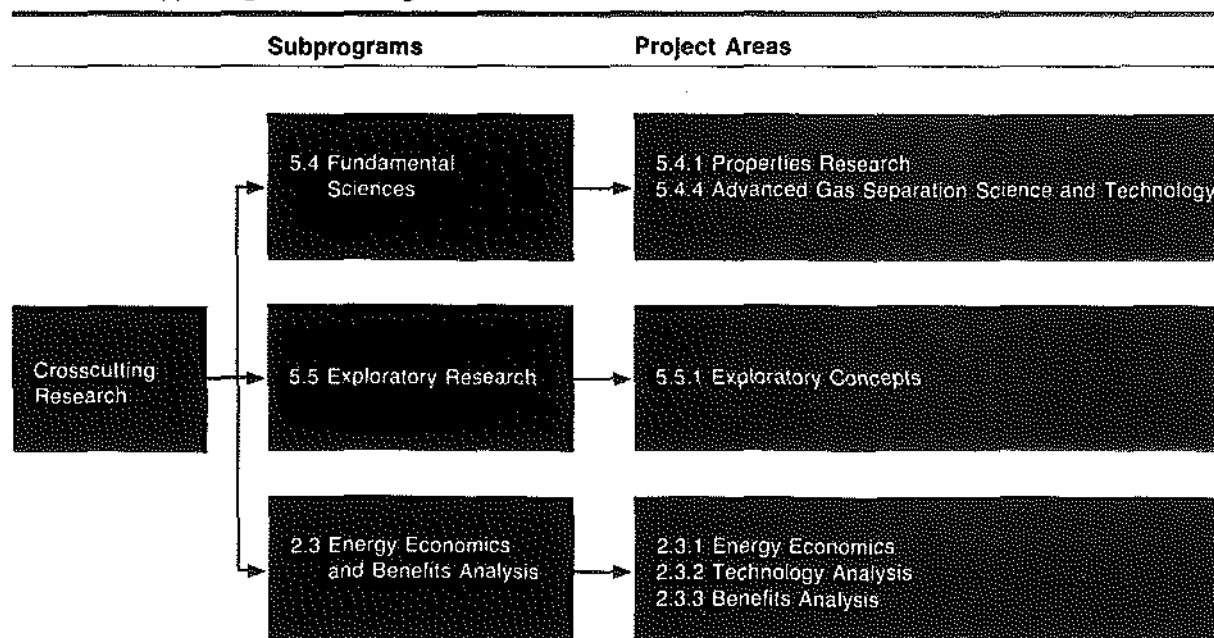 Subprograms
Project Areas
5.4 Fundamental
Sciences
5.4.1 Properties Research
5.4.4 Advanced Gas Separation Science and Technology
Crosscutting
Research
5.5 Exploratory Research
5.5.1 Exploratory Concepts
2.3 Energy Economics
and Benefits Analysis
2.3.1 Energy Economics
2.3.2 Technology Analysis
2.3.3 Benefits Analysis